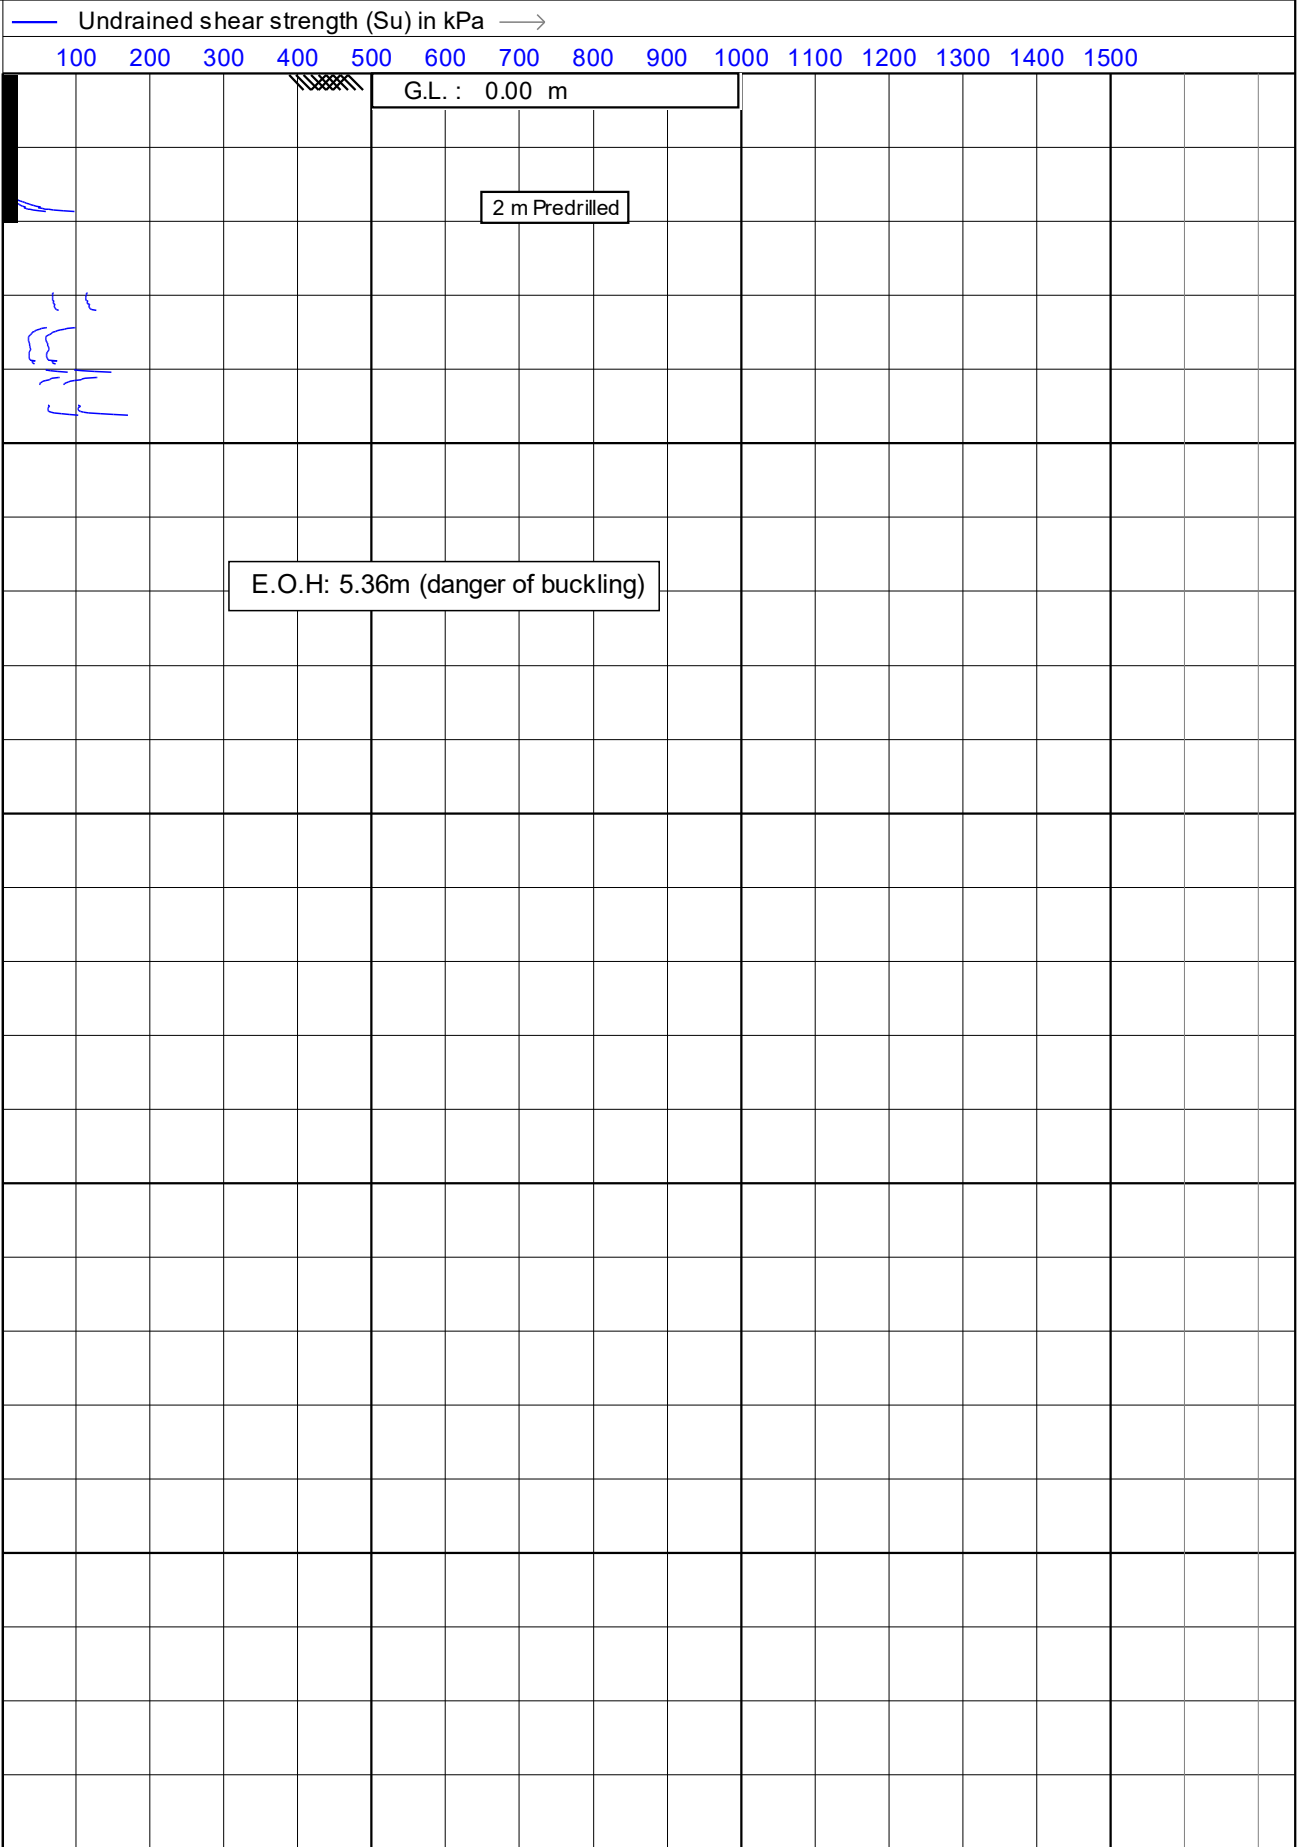 Undrained shear strength (Su) in kPa
100 200 300 400 500 600 700 800 900 1000 1100 1200 1300 1400 1500
G.L. : 0.00 m
2 m Predrilled
E.O.H: 5.36m (danger of buckling)